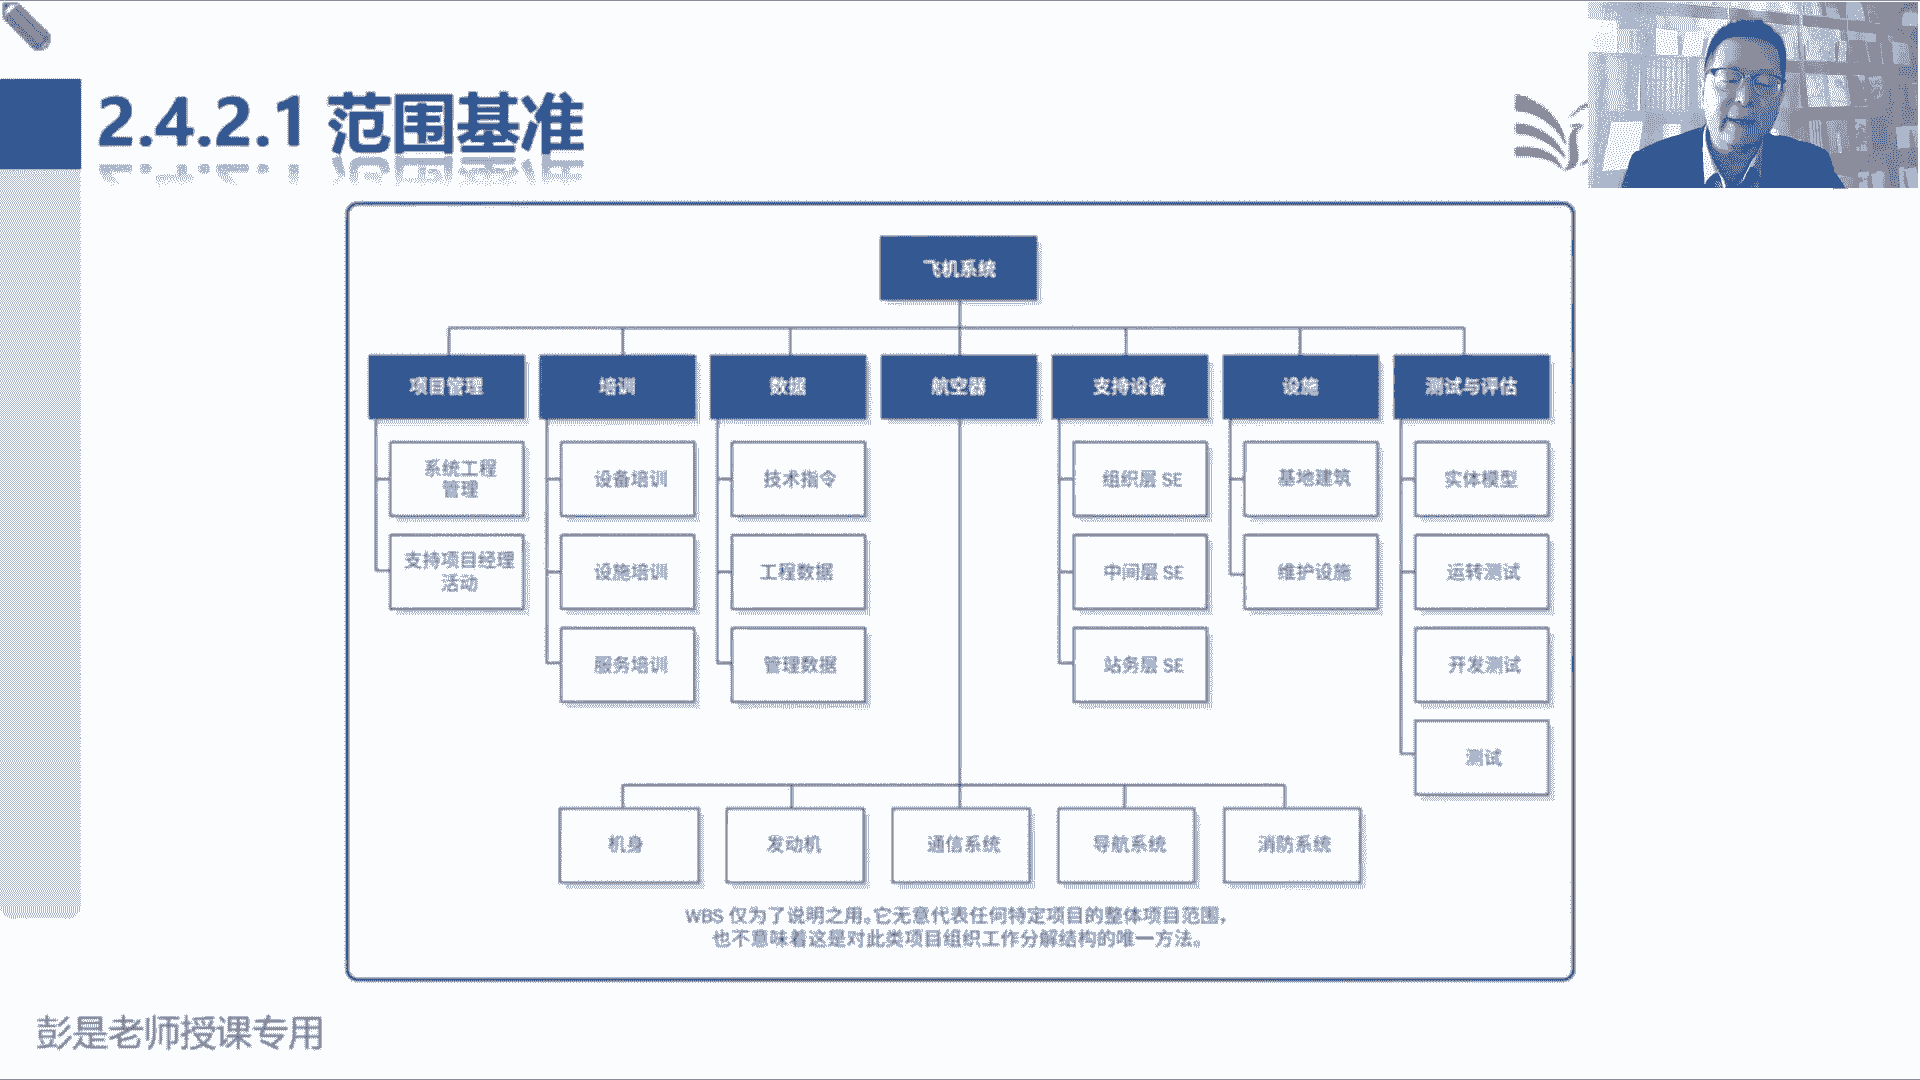 2.4.2.1 范围基准
飞机系统
项目管理
培训
数据
航空器
支持设备
设施
测试与评估
系统工程
管理
支持项目经理
活动
设备培训
设施培训
服务培训
技术指令
工程数据
管理数据
组织层 SE
中间层 SE
站务层 SE
基地建筑
维护设施
实体模型
运转测试
开发测试
测试
机身
发动机
通信系统
导航系统
消防系统
WBS 仅为了说明之用。它无意代表任何特定项目的整体项目范围，
也不意味着这是对此类项目组织工作分解结构的唯一方法。
彭是老师授课专用